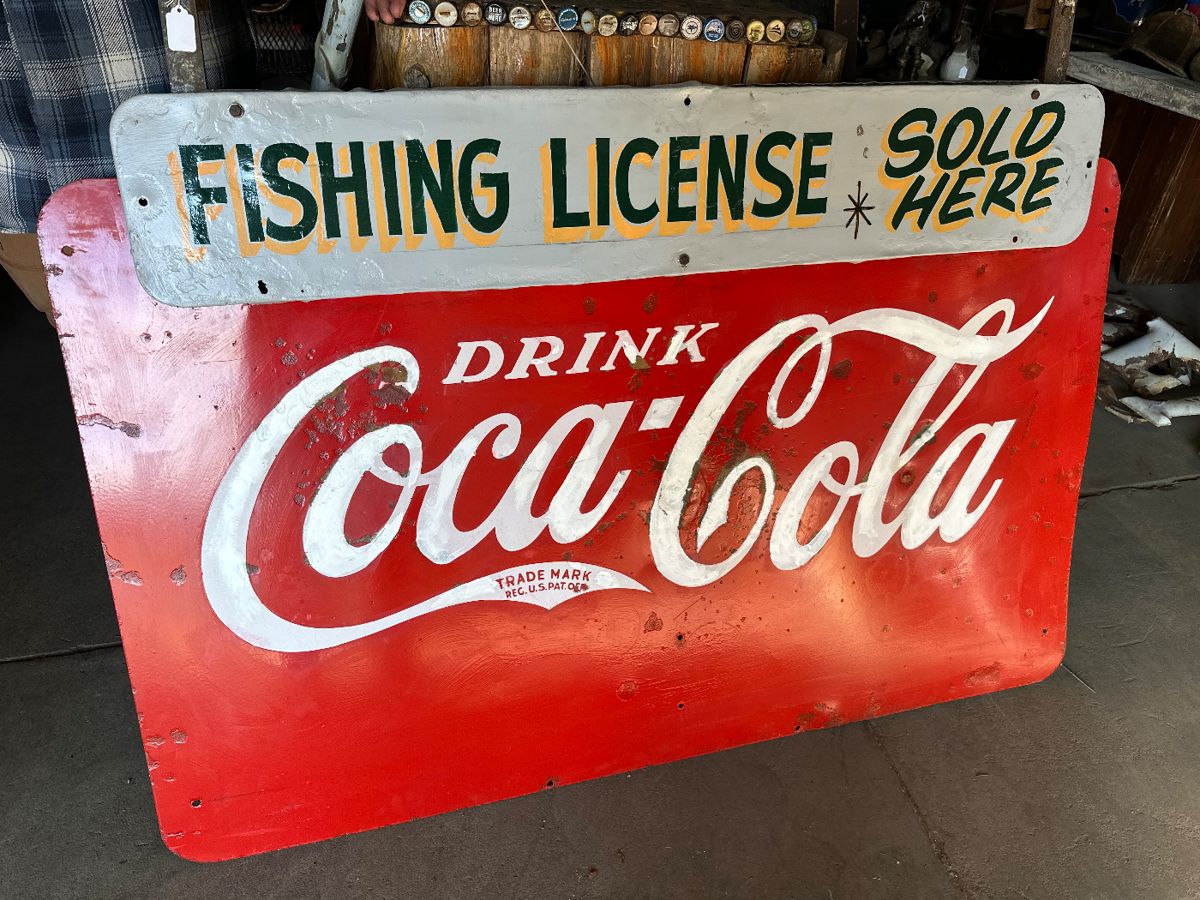 FISHING LICENSE * SOLD HERE
DRINK
Coca-Cola
TRADE MARK
REG. U.S. PAT. OFF.